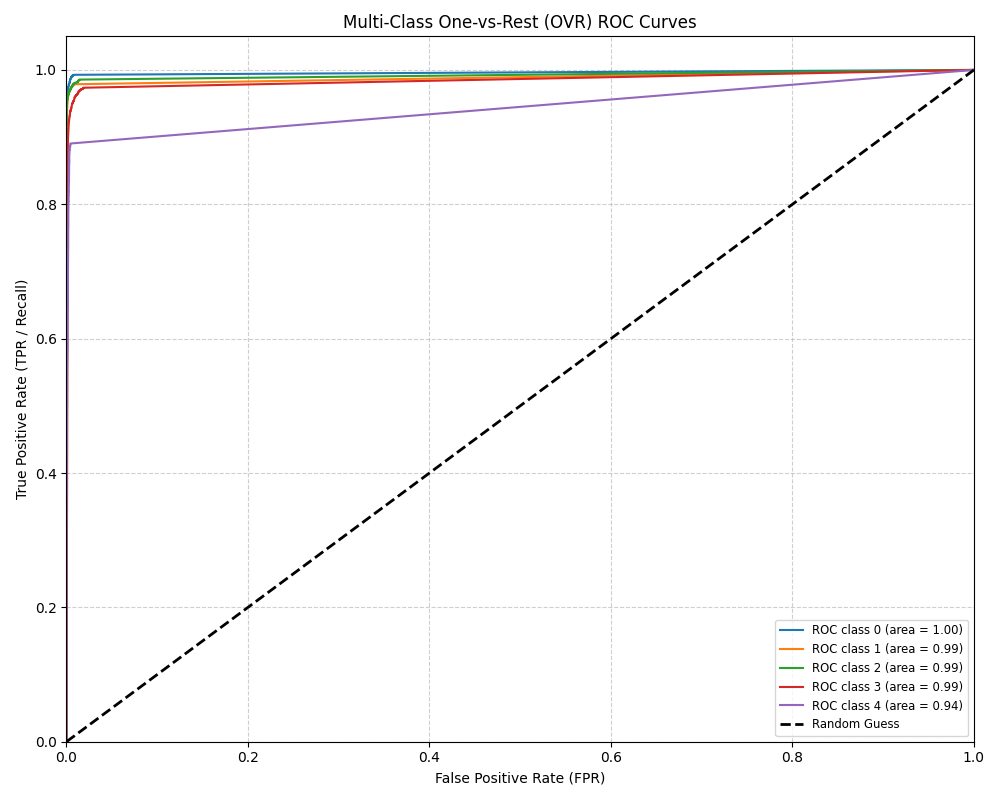 Multi-Class One-vs-Rest (OVR) ROC Curves
True Positive Rate (TPR / Recall)
1.0
0.8
0.6
0.4
0.2
0.0
0.0 0.2 0.4 0.6 0.8 1.0
False Positive Rate (FPR)
ROC class 0 (area = 1.00)
ROC class 1 (area = 0.99)
ROC class 2 (area = 0.99)
ROC class 3 (area = 0.99)
ROC class 4 (area = 0.94)
Random Guess